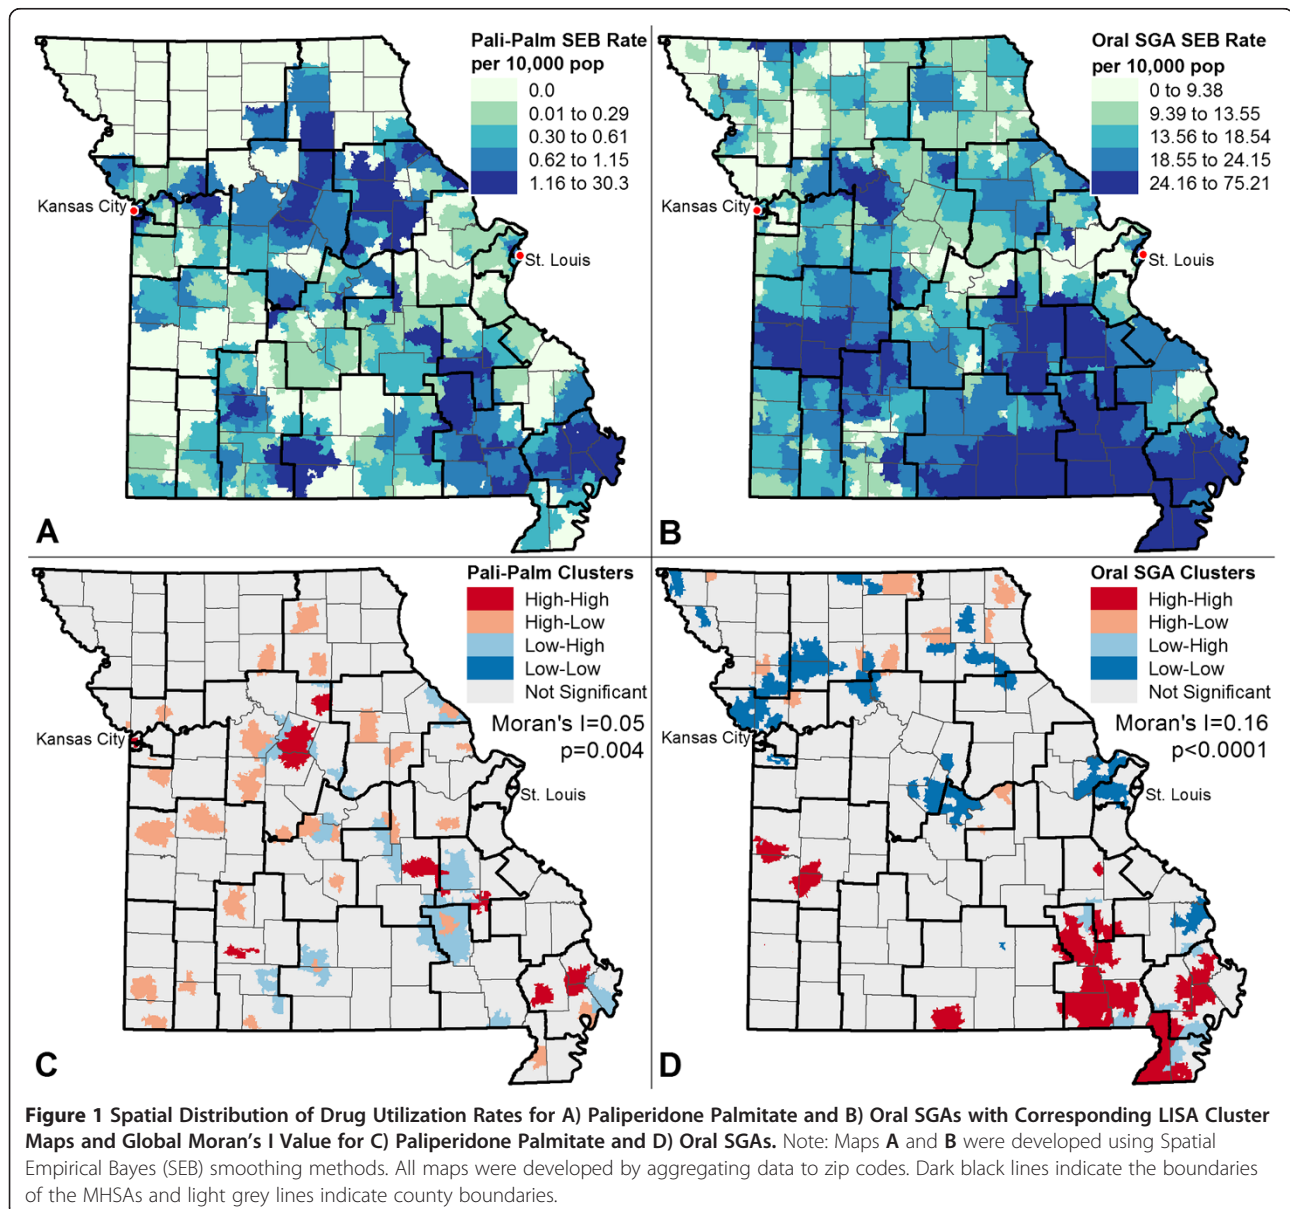 Pali-Palm SEB Rate
per 10,000 pop
0.0
0.01 to 0.29
0.30 to 0.61
0.62 to 1.15
1.16 to 30.3
Kansas City
St. Louis
A
Oral SGA SEB Rate
per 10,000 pop
0 to 9.38
9.39 to 13.55
13.56 to 18.54
18.55 to 24.15
24.16 to 75.21
Kansas City
St. Louis
B
Pali-Palm Clusters
High-High
High-Low
Low-High
Low-Low
Not Significant
Moran's I=0.05
p=0.004
Kansas City
St. Louis
C
Oral SGA Clusters
High-High
High-Low
Low-High
Low-Low
Not Significant
Moran's I=0.16
p<0.0001
Kansas City
St. Louis
D
Figure 1 Spatial Distribution of Drug Utilization Rates for A) Paliperidone Palmitate and B) Oral SGAs with Corresponding LISA Cluster
Maps and Global Moran's I Value for C) Paliperidone Palmitate and D) Oral SGAs. Note: Maps A and B were developed using Spatial
Empirical Bayes (SEB) smoothing methods. All maps were developed by aggregating data to zip codes. Dark black lines indicate the boundaries
of the MHSAs and light grey lines indicate county boundaries.